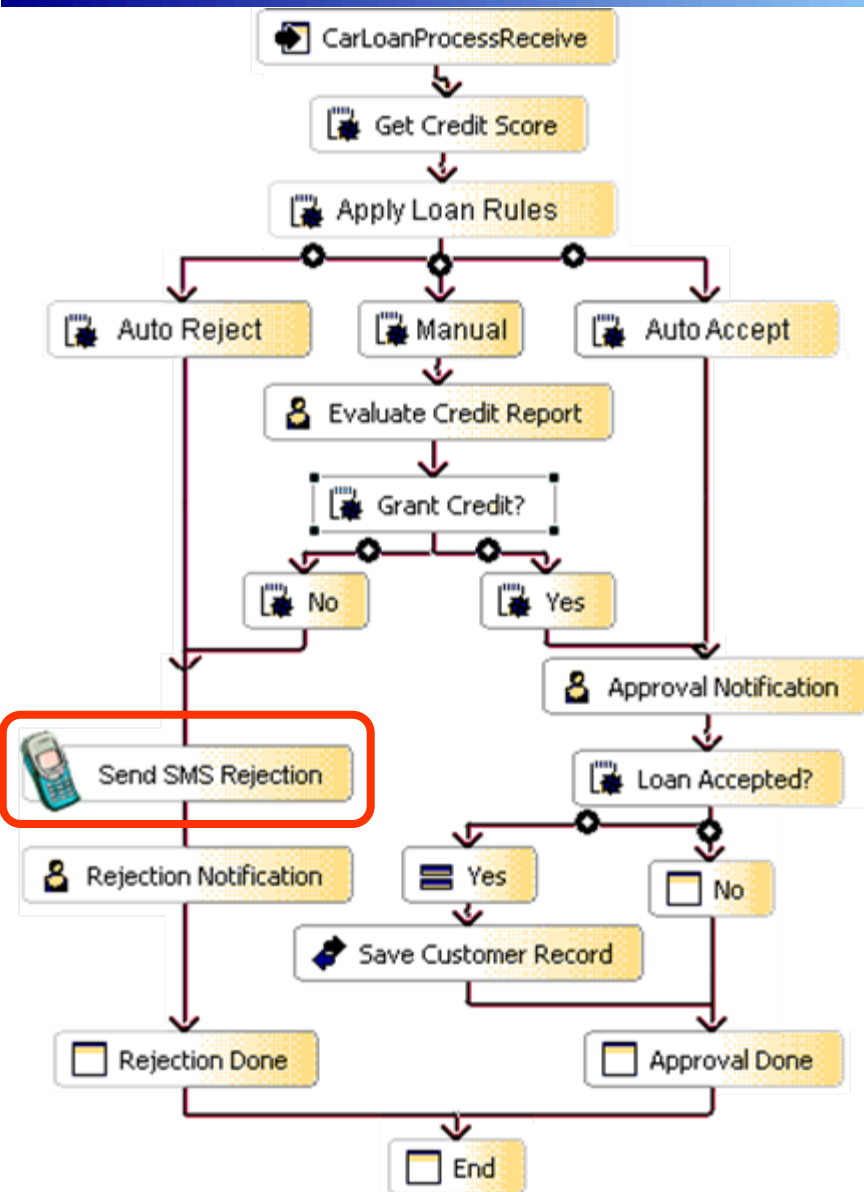 CarLoanProcessReceive
Get Credit Score
Apply Loan Rules
Auto Reject
Manual
Auto Accept
Evaluate Credit Report
Grant Credit?
No
Yes
Approval Notification
Send SMS Rejection
Loan Accepted?
Rejection Notification
Yes
No
Save Customer Record
Rejection Done
Approval Done
End